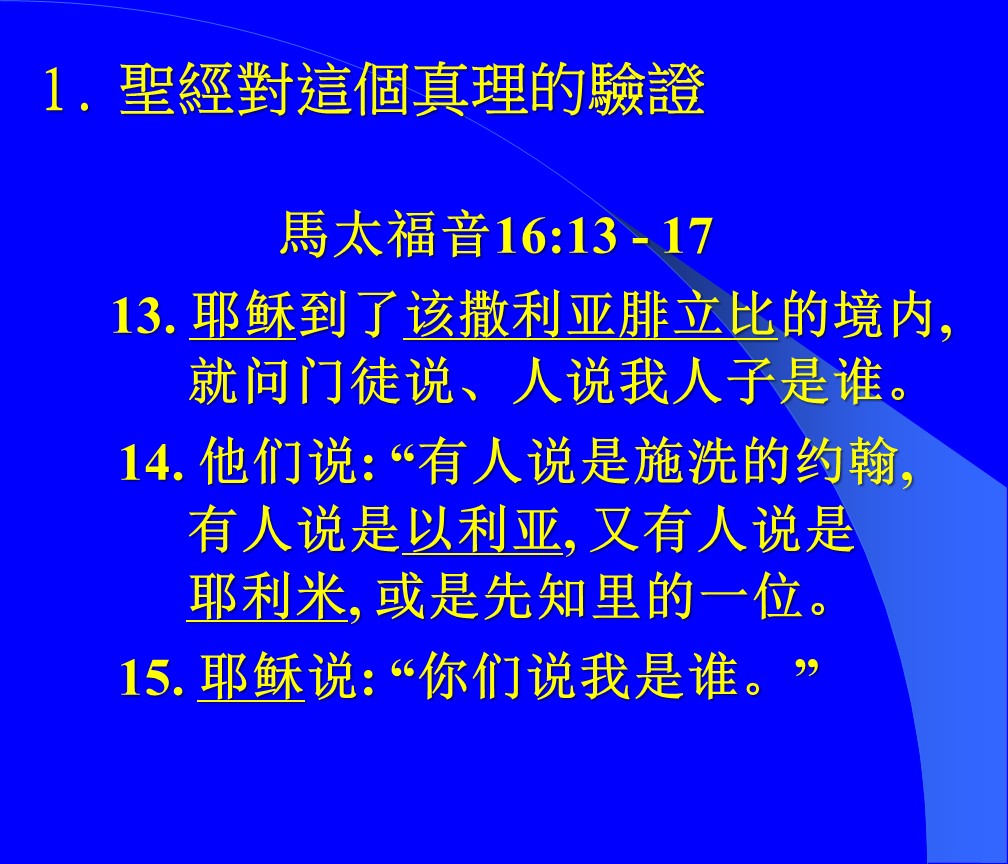 1. 聖經對這個真理的驗證
馬太福音16:13 - 17
13. 耶稣到了该撒利亚腓立比的境内,
就问门徒说、人说我人子是谁。
14. 他们说: “有人说是施洗的约翰,
有人说是以利亚, 又有人说是
耶利米, 或是先知里的一位。
15. 耶稣说: “你们说我是谁。”